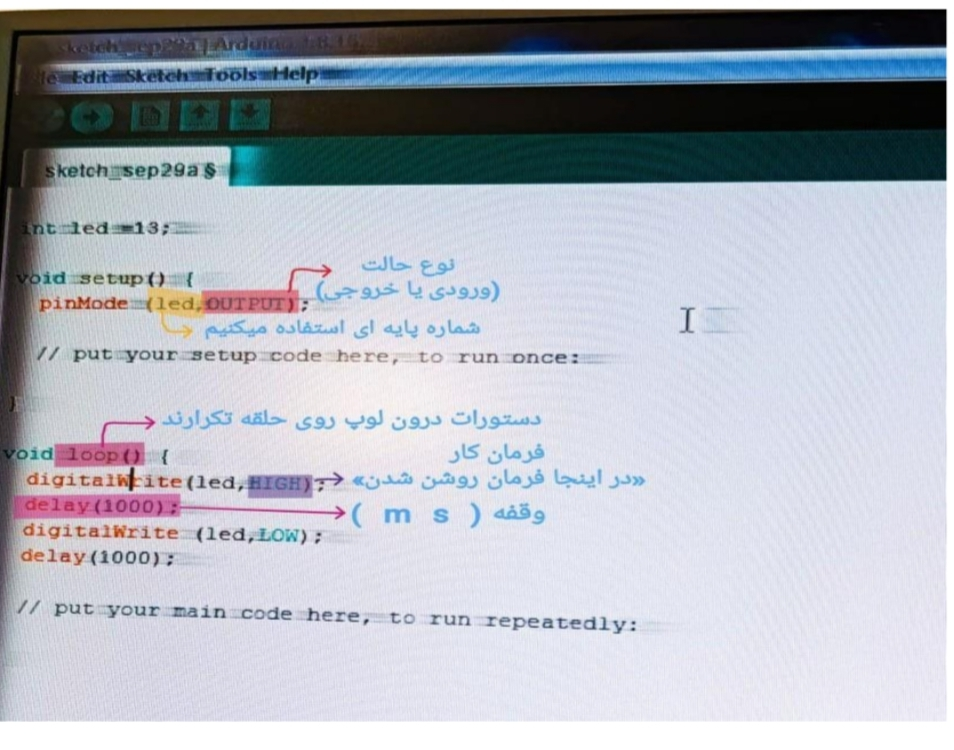 sketch_sep29a | Arduino 1.8.16
Edit Sketch Tools Help
sketch_sep29a §
int led =13;
void setup() {
نوع حالت
(ورودی یا خروجی)
pinMode (led,OUTPUT);
شماره پایه ای استفاده میکنیم
// put your setup code here, to run once:
}
دستورات درون لوپ روی حلقه تکرارند
void loop() {
فرمان کار
digitalWrite(led,HIGH);
«در اینجا فرمان روشن شدن»
delay(1000);
وقفه ( m s )
digitalWrite (led,LOW);
delay(1000);
// put your main code here, to run repeatedly: